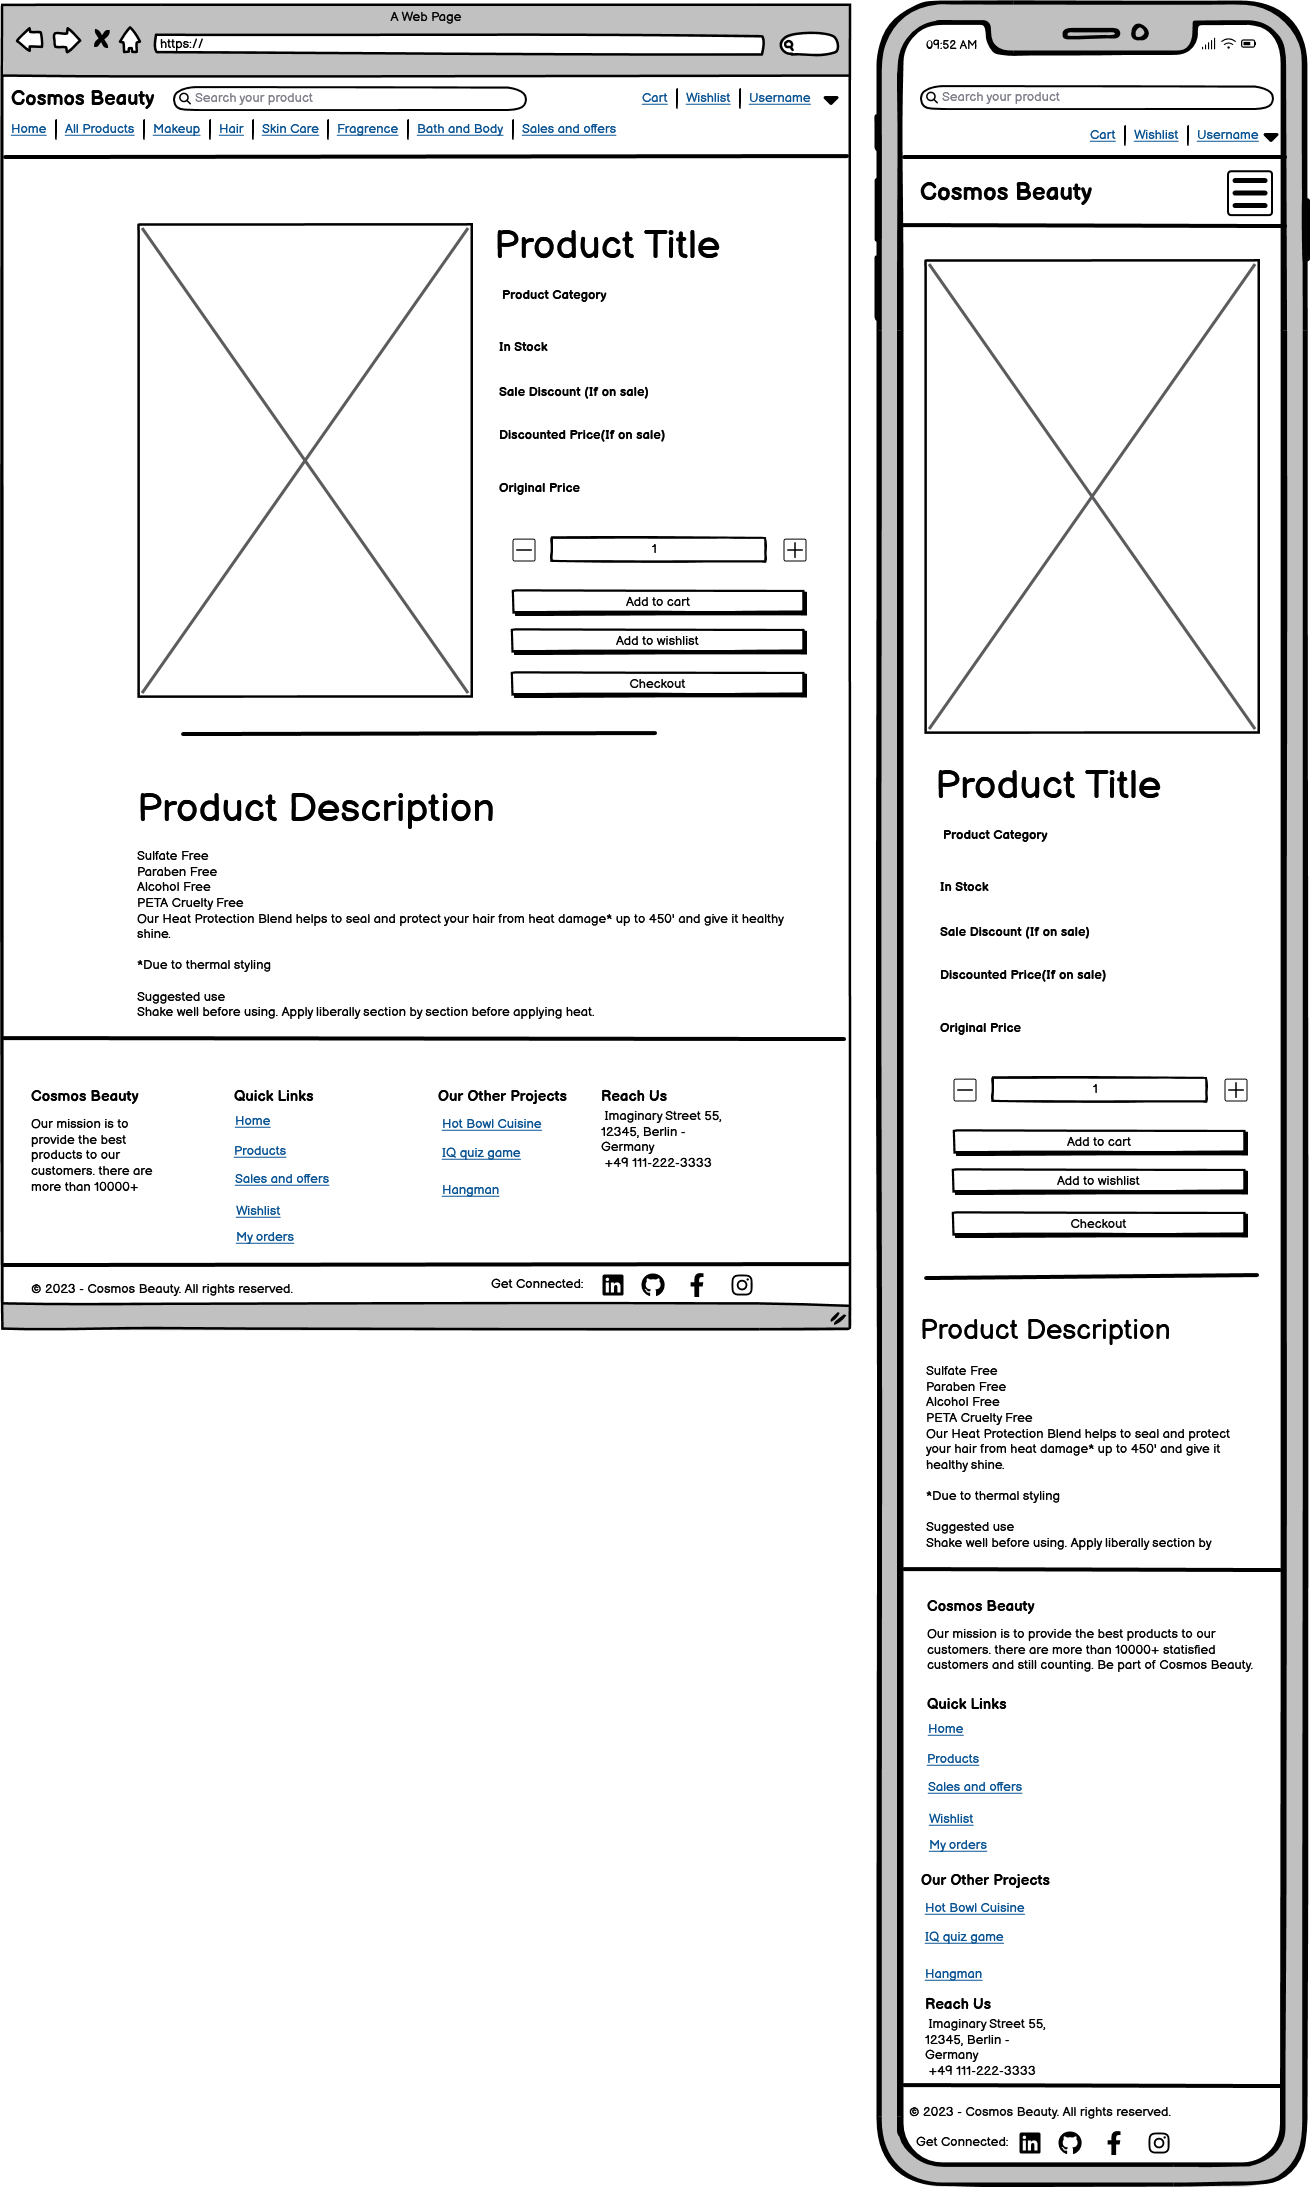 A Web Page
https://
Cosmos Beauty
Search your product
Cart
Wishlist
Username
Home
All Products
Makeup
Hair
Skin Care
Fragrence
Bath and Body
Sales and offers
Product Title
Product Category
In Stock
Sale Discount (If on sale)
Discounted Price(If on sale)
Original Price
1
Add to cart
Add to wishlist
Checkout
Product Description
Sulfate Free
Paraben Free
Alcohol Free
PETA Cruelty Free
Our Heat Protection Blend helps to seal and protect your hair from heat damage* up to 450' and give it healthy
shine.
*Due to thermal styling
Suggested use
Shake well before using. Apply liberally section by section before applying heat.
Cosmos Beauty
Our mission is to
provide the best
products to our
customers. there are
more than 10000+
Quick Links
Home
Products
Sales and offers
Wishlist
My orders
Our Other Projects
Hot Bowl Cuisine
IQ quiz game
Hangman
Reach Us
Imaginary Street 55,
12345, Berlin -
Germany
+49 111-222-3333
© 2023 - Cosmos Beauty. All rights reserved.
Get Connected:
09:52 AM
Search your product
Cart
Wishlist
Username
Cosmos Beauty
Product Title
Product Category
In Stock
Sale Discount (If on sale)
Discounted Price(If on sale)
Original Price
1
Add to cart
Add to wishlist
Checkout
Product Description
Sulfate Free
Paraben Free
Alcohol Free
PETA Cruelty Free
Our Heat Protection Blend helps to seal and protect
your hair from heat damage* up to 450' and give it
healthy shine.
*Due to thermal styling
Suggested use
Shake well before using. Apply liberally section by
Cosmos Beauty
Our mission is to provide the best products to our
customers. there are more than 10000+ statisfied
customers and still counting. Be part of Cosmos Beauty.
Quick Links
Home
Products
Sales and offers
Wishlist
My orders
Our Other Projects
Hot Bowl Cuisine
IQ quiz game
Hangman
Reach Us
Imaginary Street 55,
12345, Berlin -
Germany
+49 111-222-3333
© 2023 - Cosmos Beauty. All rights reserved.
Get Connected: